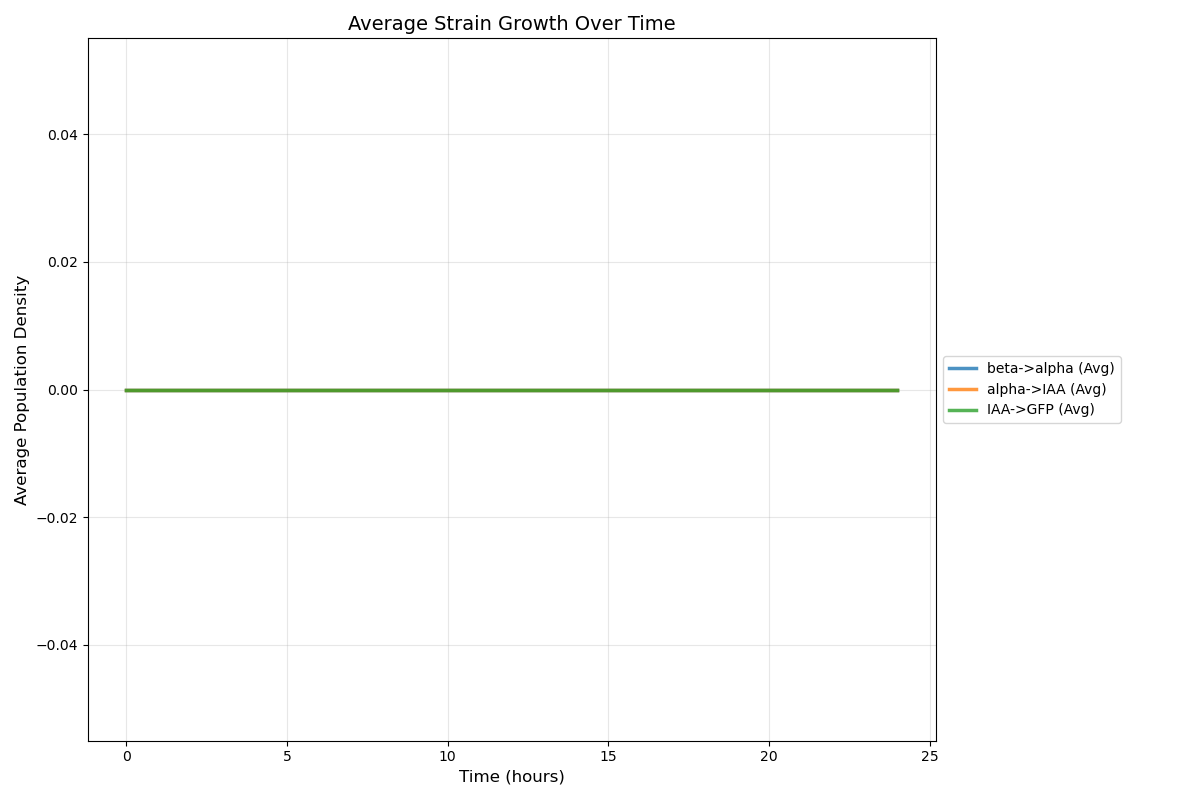 Average Strain Growth Over Time
Average Population Density
0.04
0.02
0.00
−0.02
−0.04
0
5
10
15
20
25
Time (hours)
beta->alpha (Avg)
alpha->IAA (Avg)
IAA->GFP (Avg)